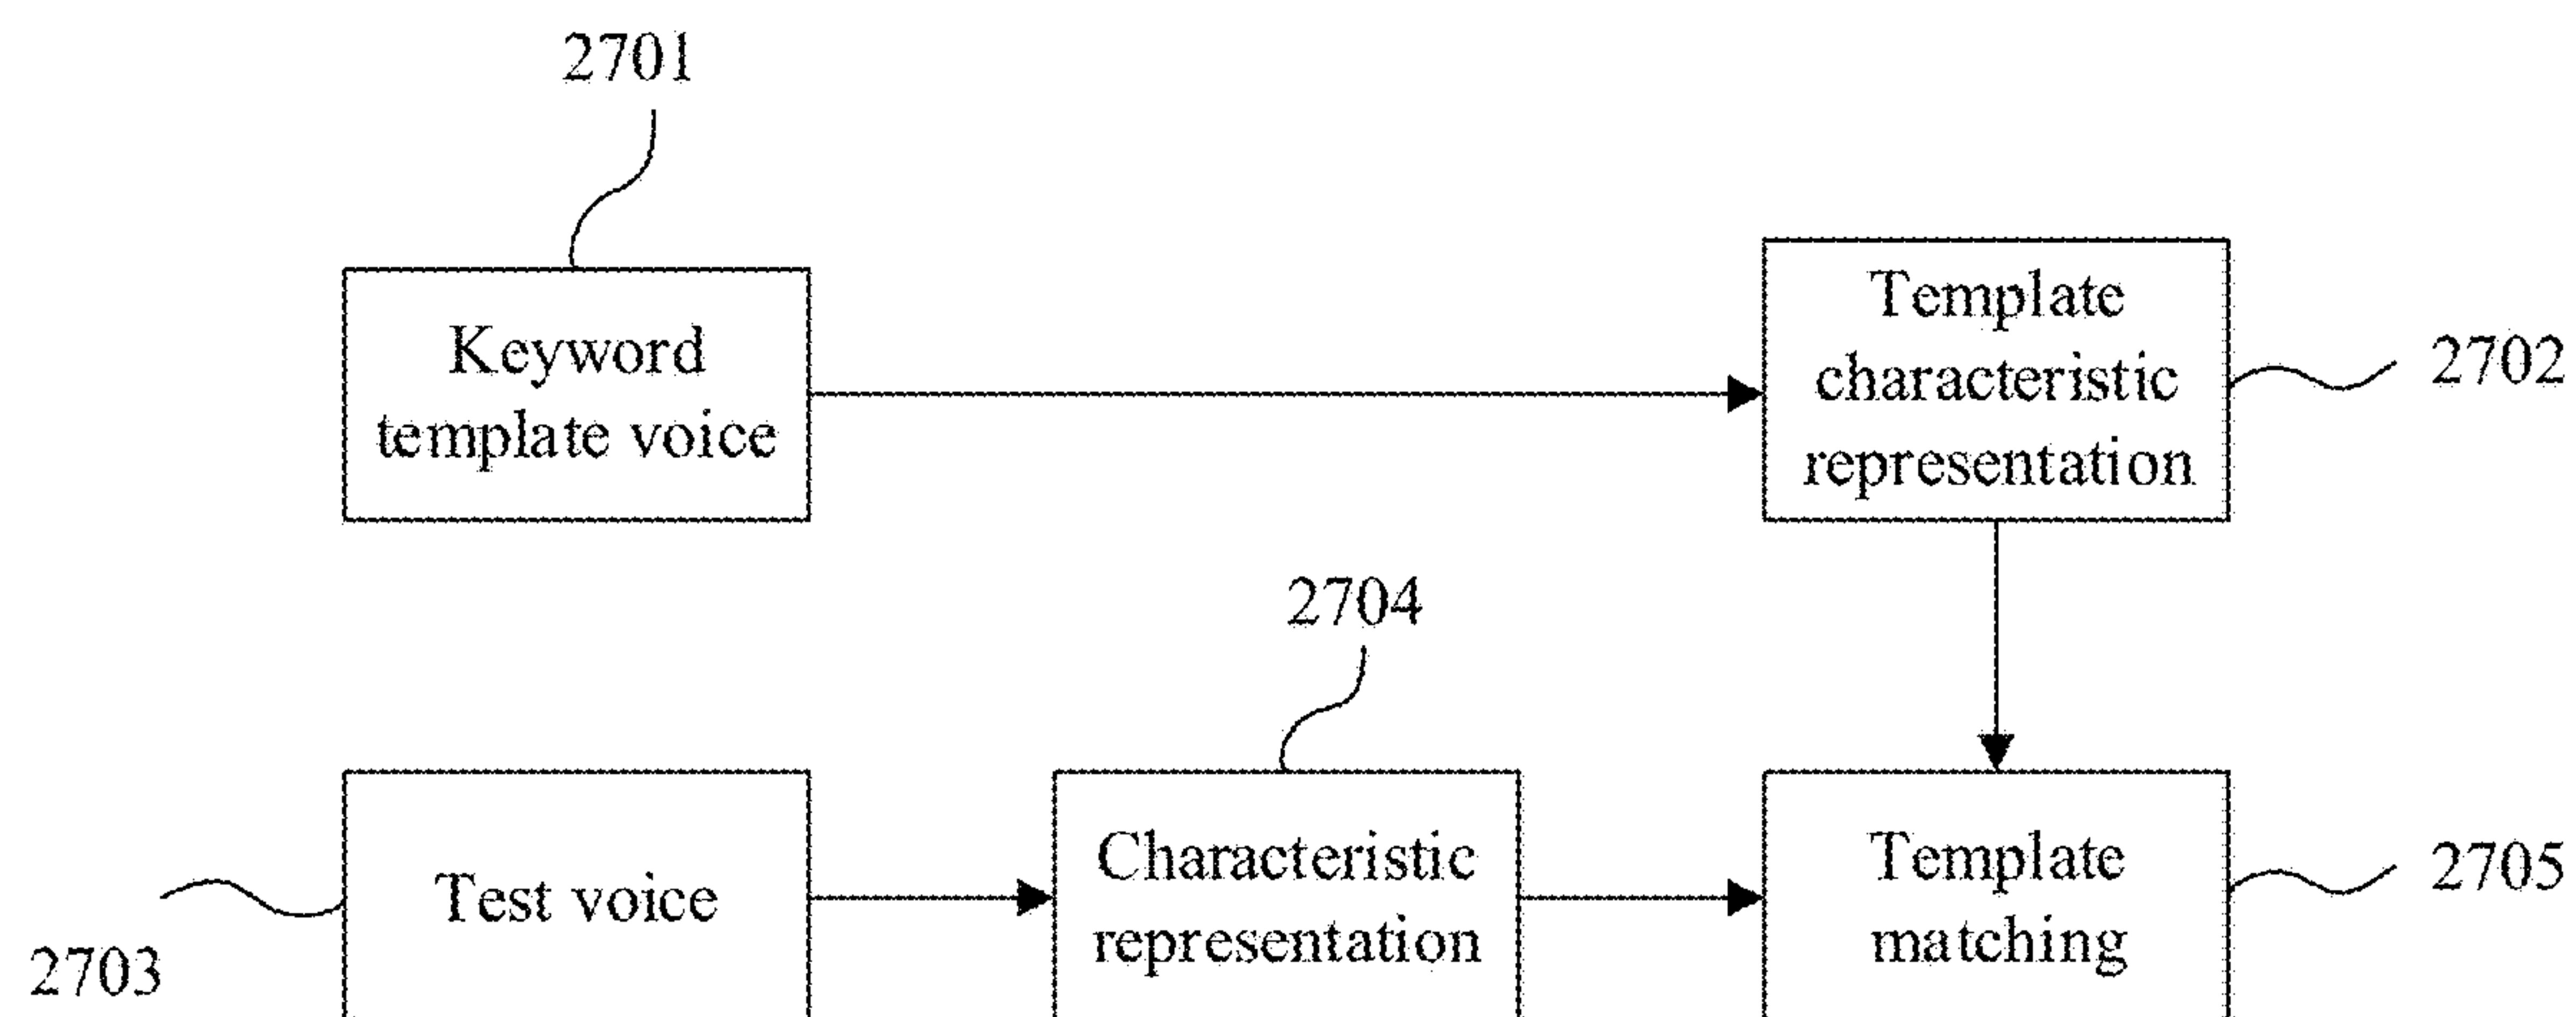 2701
Keyword
template voice
Template
characteristic
representation
2702
2704
2703
Test voice
Characteristic
representation
Template
matching
2705